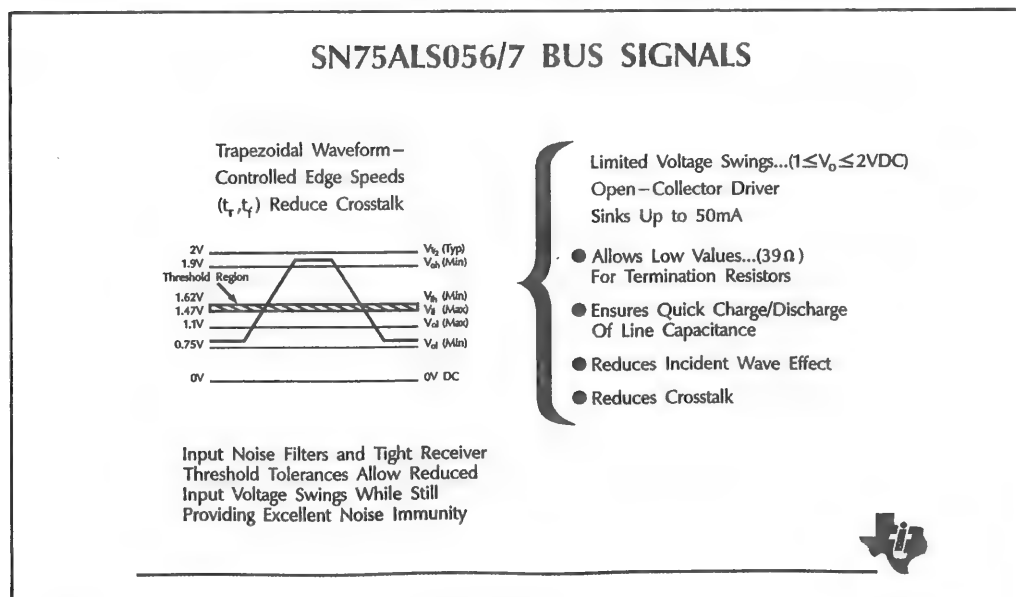 SN75ALS056/7 BUS SIGNALS
Trapezoidal Waveform–
Controlled Edge Speeds
(tr,tf) Reduce Crosstalk
2V Vt2 (Typ)
1.9V Voh (Min)
Threshold Region
1.62V Vih (Min)
1.47V Vil (Max)
1.1V Vol (Max)
0.75V Vol (Min)
0V 0V DC
Input Noise Filters and Tight Receiver
Threshold Tolerances Allow Reduced
Input Voltage Swings While Still
Providing Excellent Noise Immunity
Limited Voltage Swings...(1≤Vo≤2VDC)
Open–Collector Driver
Sinks Up to 50mA
● Allows Low Values...(39Ω)
For Termination Resistors
● Ensures Quick Charge/Discharge
Of Line Capacitance
● Reduces Incident Wave Effect
● Reduces Crosstalk